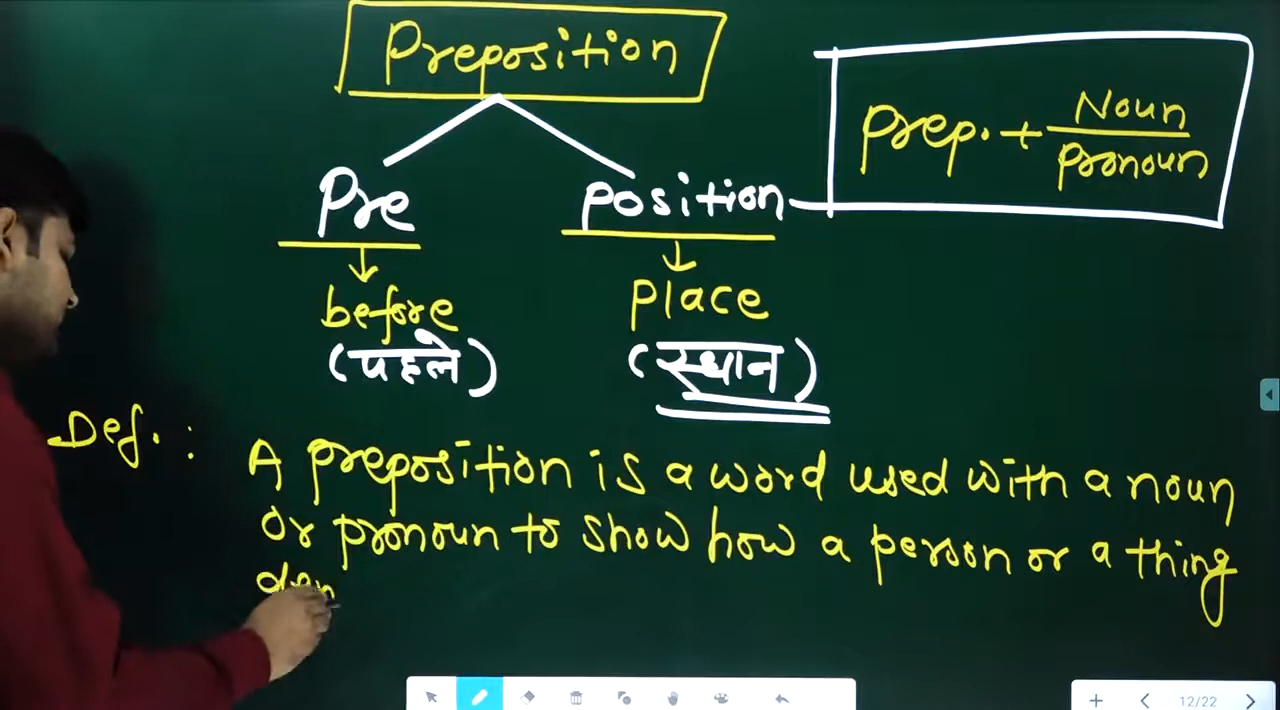 Preposition
Pre position
prep. + Noun
pronoun
before place
(पहले) (स्थान)
Def. : A preposition is a word used with a noun
or pronoun to show how a person or a thing
12/22